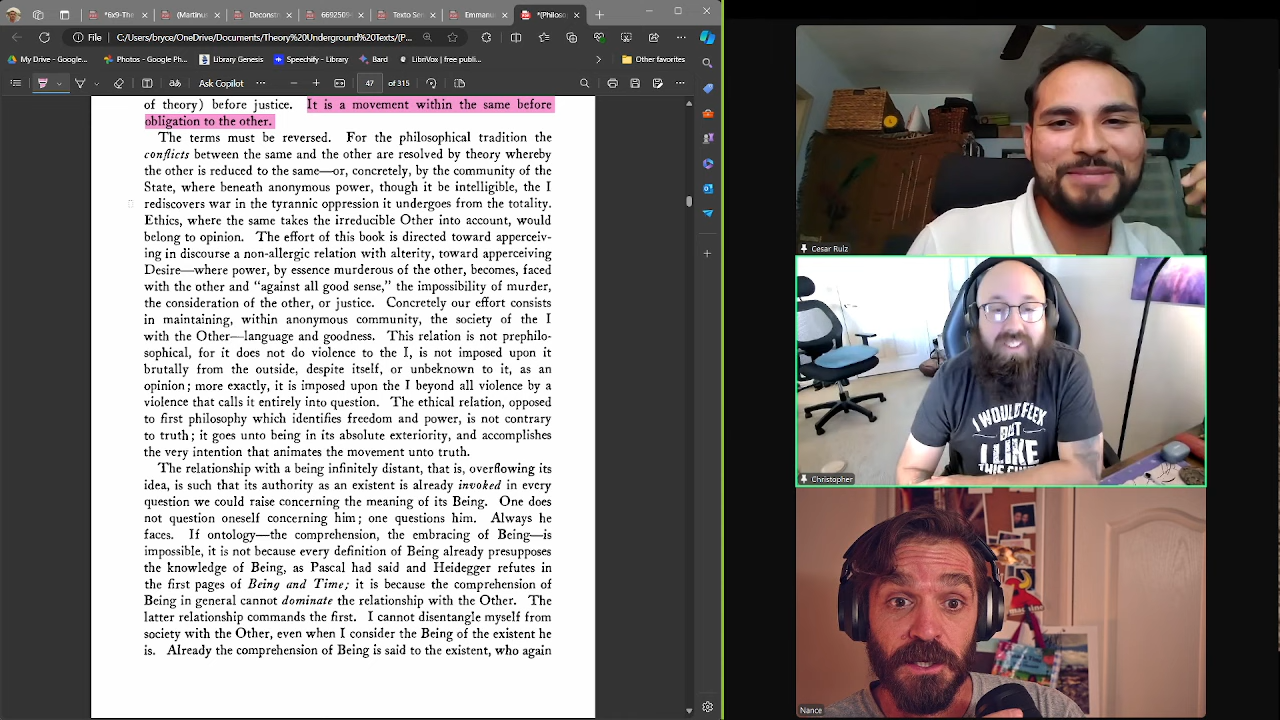 *6x9-The
(Martinus
Deconst
6692509
Texto Se
Emmanu
*(Philoso
File
C:/Users/bryce/OneDrive/Documents/Theory%20Underground%20Texts/(P...
My Drive - Google...
Photos - Google Ph...
Library Genesis
Speechify - Library
Bard
LibriVox | free publi...
Other favorites
Ask Copilot
47 of 315
of theory) before justice. It is a movement within the same before
obligation to the other.
The terms must be reversed. For the philosophical tradition the
conflicts between the same and the other are resolved by theory whereby
the other is reduced to the same—or, concretely, by the community of the
State, where beneath anonymous power, though it be intelligible, the I
rediscovers war in the tyrannic oppression it undergoes from the totality.
Ethics, where the same takes the irreducible Other into account, would
belong to opinion. The effort of this book is directed toward apperceiv-
ing in discourse a non-allergic relation with alterity, toward apperceiving
Desire—where power, by essence murderous of the other, becomes, faced
with the other and “against all good sense,” the impossibility of murder,
the consideration of the other, or justice. Concretely our effort consists
in maintaining, within anonymous community, the society of the I
with the Other—language and goodness. This relation is not prephilo-
sophical, for it does not do violence to the I, is not imposed upon it
brutally from the outside, despite itself, or unbeknown to it, as an
opinion; more exactly, it is imposed upon the I beyond all violence by a
violence that calls it entirely into question. The ethical relation, opposed
to first philosophy which identifies freedom and power, is not contrary
to truth; it goes unto being in its absolute exteriority, and accomplishes
the very intention that animates the movement unto truth.
The relationship with a being infinitely distant, that is, overflowing its
idea, is such that its authority as an existent is already invoked in every
question we could raise concerning the meaning of its Being. One does
not question oneself concerning him; one questions him. Always he
faces. If ontology—the comprehension, the embracing of Being—is
impossible, it is not because every definition of Being already presupposes
the knowledge of Being, as Pascal had said and Heidegger refutes in
the first pages of Being and Time; it is because the comprehension of
Being in general cannot dominate the relationship with the Other. The
latter relationship commands the first. I cannot disentangle myself from
society with the Other, even when I consider the Being of the existent he
is. Already the comprehension of Being is said to the existent, who again
Cesar Ruiz
I WOULD FLEX
BUT
I LIKE
THIS
Christopher
Nance